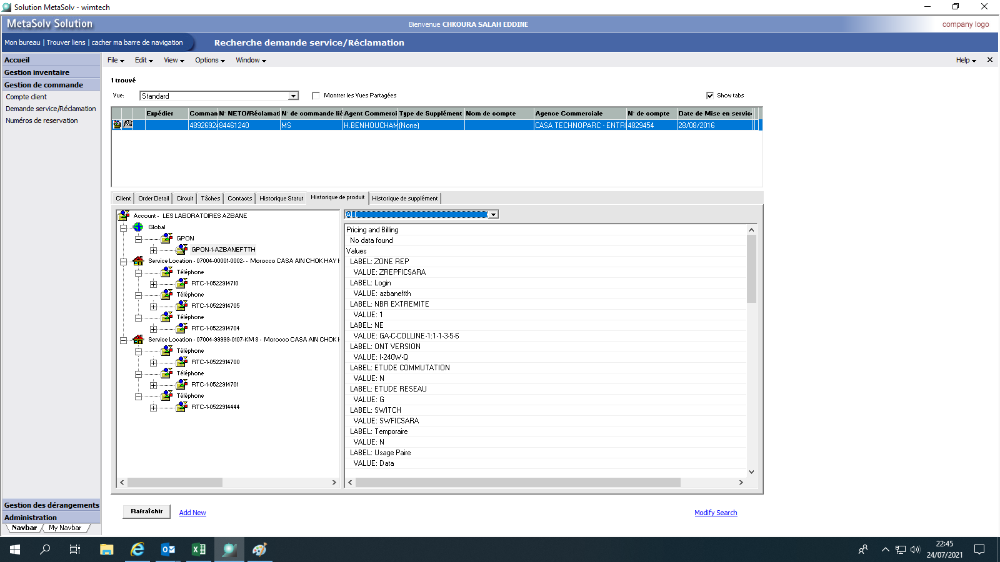 Solution MetaSolv - wimtech
MetaSolv Solution
Bienvenue CHKOURA SALAH EDDINE
company logo
Mon bureau | Trouver liens | cacher ma barre de navigation
Recherche demande service/Réclamation
Accueil
Gestion inventaire
Gestion de commande
Compte client
Demande service/Réclamation
Numéros de reservation
File Edit View Options Window Help
1 trouvé
Vue: Standard Montrer les Vues Partagées Show tabs
Expédier Comman N° NETO/Réclamati N° de commande lié Agent Commerci Type de Supplément Nom de compte Agence Commerciale N° de compte Date de Mise en servic
4892692 84461240 MS H.BENHOUCHAM (None) CASA TECHNOPARC - ENTRI 4829454 28/08/2016
Client Order Detail Circuit Tâches Contacts Historique Statut Historique de produit Historique de supplément
Account - LES LABORATOIRES AZBANE
Global
GPON
GPON-1-AZBANEFTTH
Service Location - 07004-00001-0002- - Morocco CASA AIN CHOK HAY H
Téléphone
RTC-1-0522914710
Téléphone
RTC-1-0522914705
Téléphone
RTC-1-0522914704
Service Location - 07004-99999-0107-KM 8 - Morocco CASA AIN CHOK H
Téléphone
RTC-1-0522914700
Téléphone
RTC-1-0522914701
Téléphone
RTC-1-0522914444
ALL
Pricing and Billing
No data found
Values
LABEL: ZONE REP
VALUE: ZREPFICSARA
LABEL: Login
VALUE: azbaneftth
LABEL: NBR EXTREMITE
VALUE: 1
LABEL: NE
VALUE: GA-C-COLLINE-1:1-1-3-5-6
LABEL: ONT VERSION
VALUE: I-240W-Q
LABEL: ETUDE COMMUTATION
VALUE: N
LABEL: ETUDE RESEAU
VALUE: G
LABEL: SWITCH
VALUE: SWFICSARA
LABEL: Temporaire
VALUE: N
LABEL: Usage Paire
VALUE: Data
Gestion des dérangements
Administration
Navbar My Navbar
Rafraîchir Add New Modify Search
22:45
24/07/2021